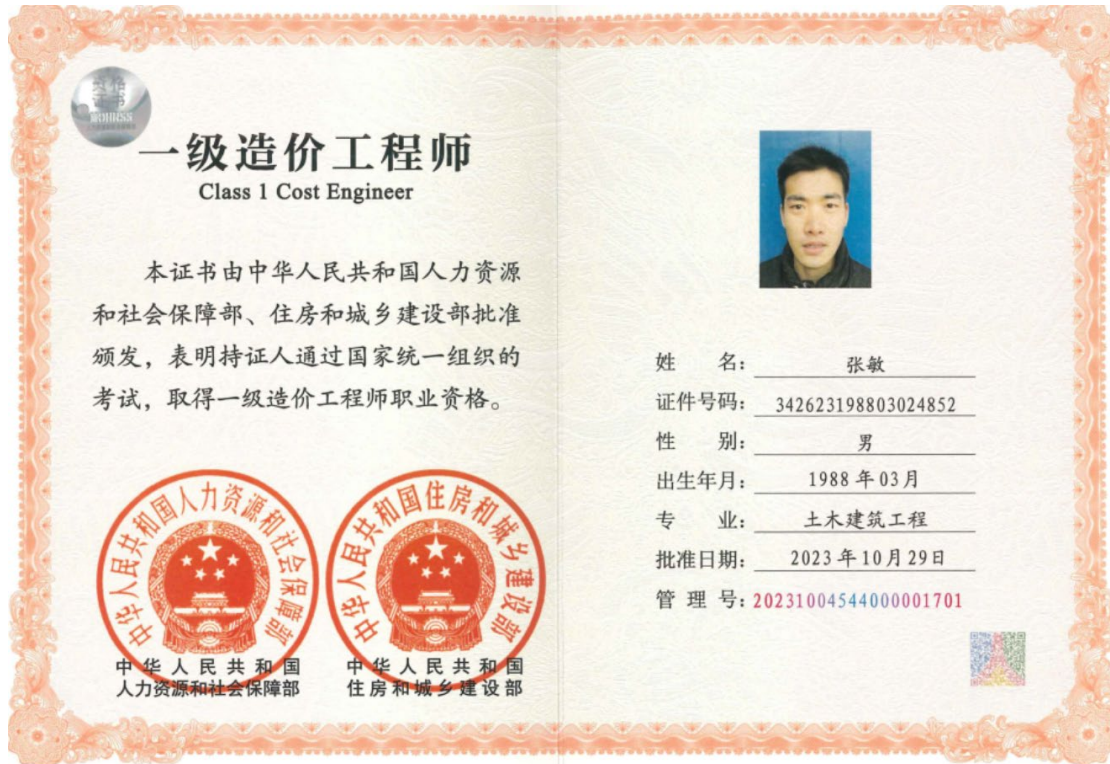 资格
证书
一级造价工程师
Class 1 Cost Engineer
本证书由中华人民共和国人力资源
和社会保障部、住房和城乡建设部批准
颁发，表明持证人通过国家统一组织的
考试，取得一级造价工程师职业资格。
中华人民共和国人力资源和社会保障部
中华人民共和国住房和城乡建设部
中华人民共和国
人力资源和社会保障部
中华人民共和国
住房和城乡建设部
姓名：张敏
证件号码：342623198803024852
性别：男
出生年月：1988年03月
专业：土木建筑工程
批准日期：2023年10月29日
管理号：20231004544000001701